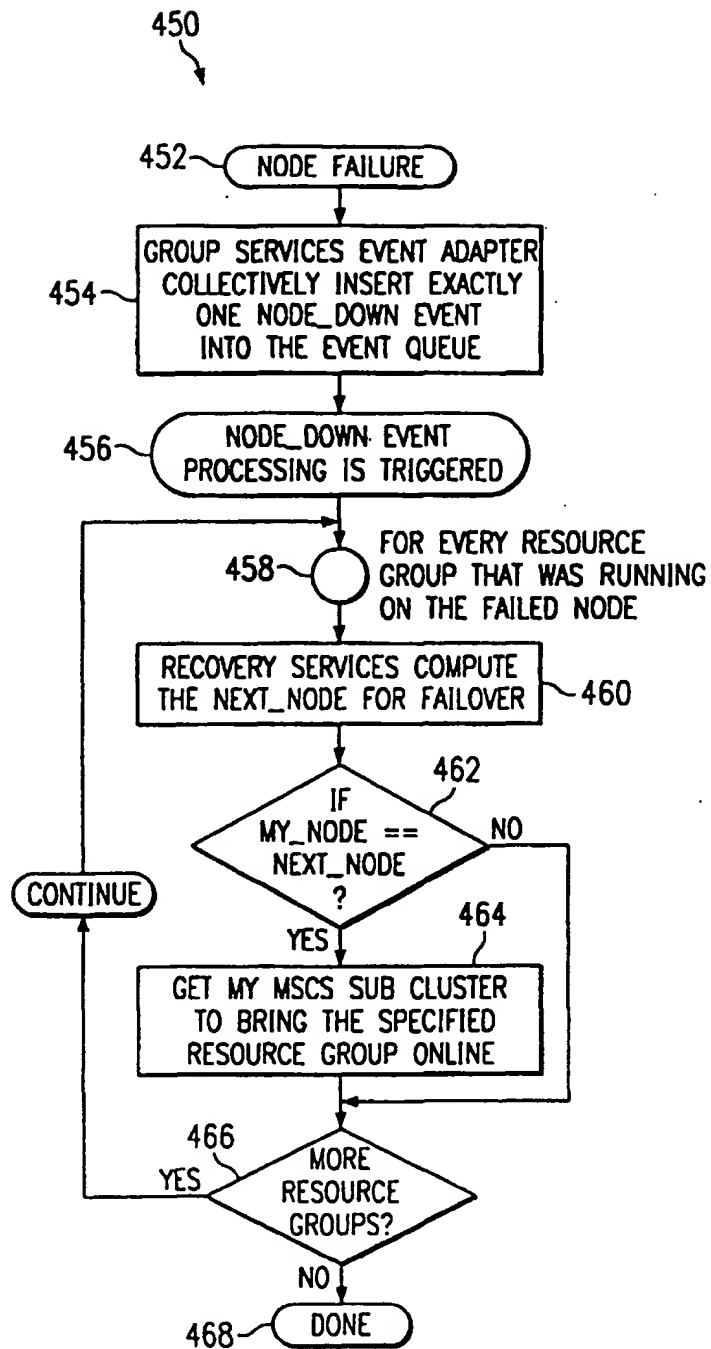 450
452
NODE FAILURE
454
GROUP SERVICES EVENT ADAPTER
COLLECTIVELY INSERT EXACTLY
ONE NODE_DOWN EVENT
INTO THE EVENT QUEUE
456
NODE_DOWN EVENT
PROCESSING IS TRIGGERED
458
FOR EVERY RESOURCE
GROUP THAT WAS RUNNING
ON THE FAILED NODE
RECOVERY SERVICES COMPUTE
THE NEXT_NODE FOR FAILOVER
460
462
IF
MY_NODE ==
NEXT_NODE
?
NO
CONTINUE
YES
464
GET MY MSCS SUB CLUSTER
TO BRING THE SPECIFIED
RESOURCE GROUP ONLINE
466
YES
MORE
RESOURCE
GROUPS?
NO
468
DONE